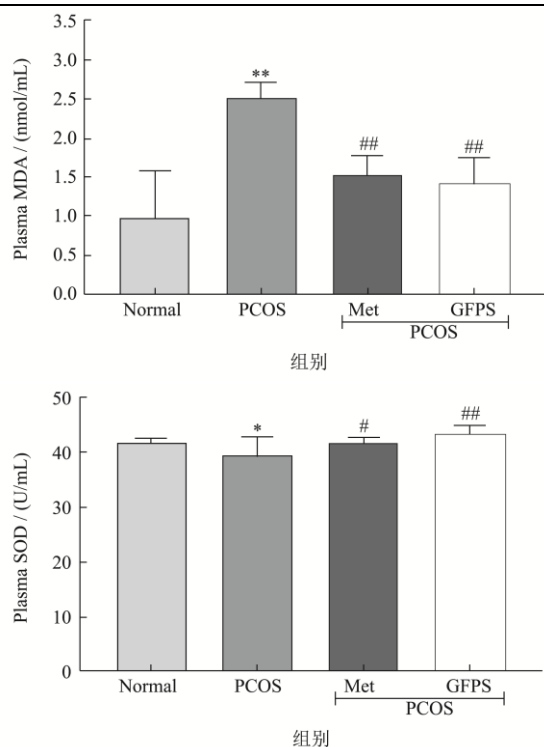 Plasma MDA / (nmol/mL)
3.5
3.0
2.5
2.0
1.5
1.0
0.5
0.0
**
##
##
Normal
PCOS
Met
GFPS
PCOS
组别
Plasma SOD / (U/mL)
50
40
30
20
10
0
*
#
##
Normal
PCOS
Met
GFPS
PCOS
组别